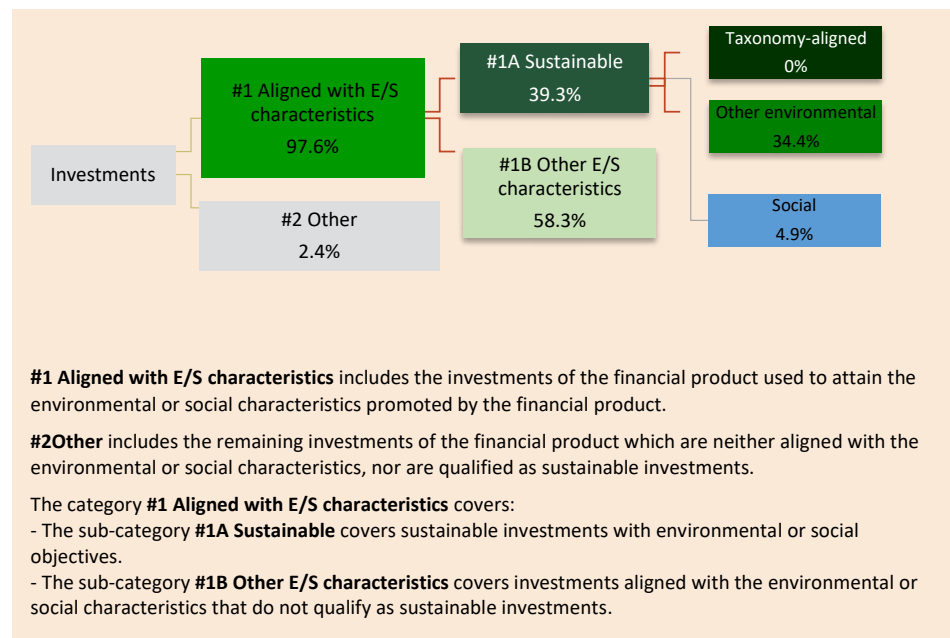 Investments
#1 Aligned with E/S
characteristics
97.6%
#2 Other
2.4%
#1A Sustainable
39.3%
#1B Other E/S
characteristics
58.3%
Taxonomy-aligned
0%
Other environmental
34.4%
Social
4.9%
#1 Aligned with E/S characteristics includes the investments of the financial product used to attain the
environmental or social characteristics promoted by the financial product.
#2Other includes the remaining investments of the financial product which are neither aligned with the
environmental or social characteristics, nor are qualified as sustainable investments.
The category #1 Aligned with E/S characteristics covers:
- The sub-category #1A Sustainable covers sustainable investments with environmental or social
objectives.
- The sub-category #1B Other E/S characteristics covers investments aligned with the environmental or
social characteristics that do not qualify as sustainable investments.